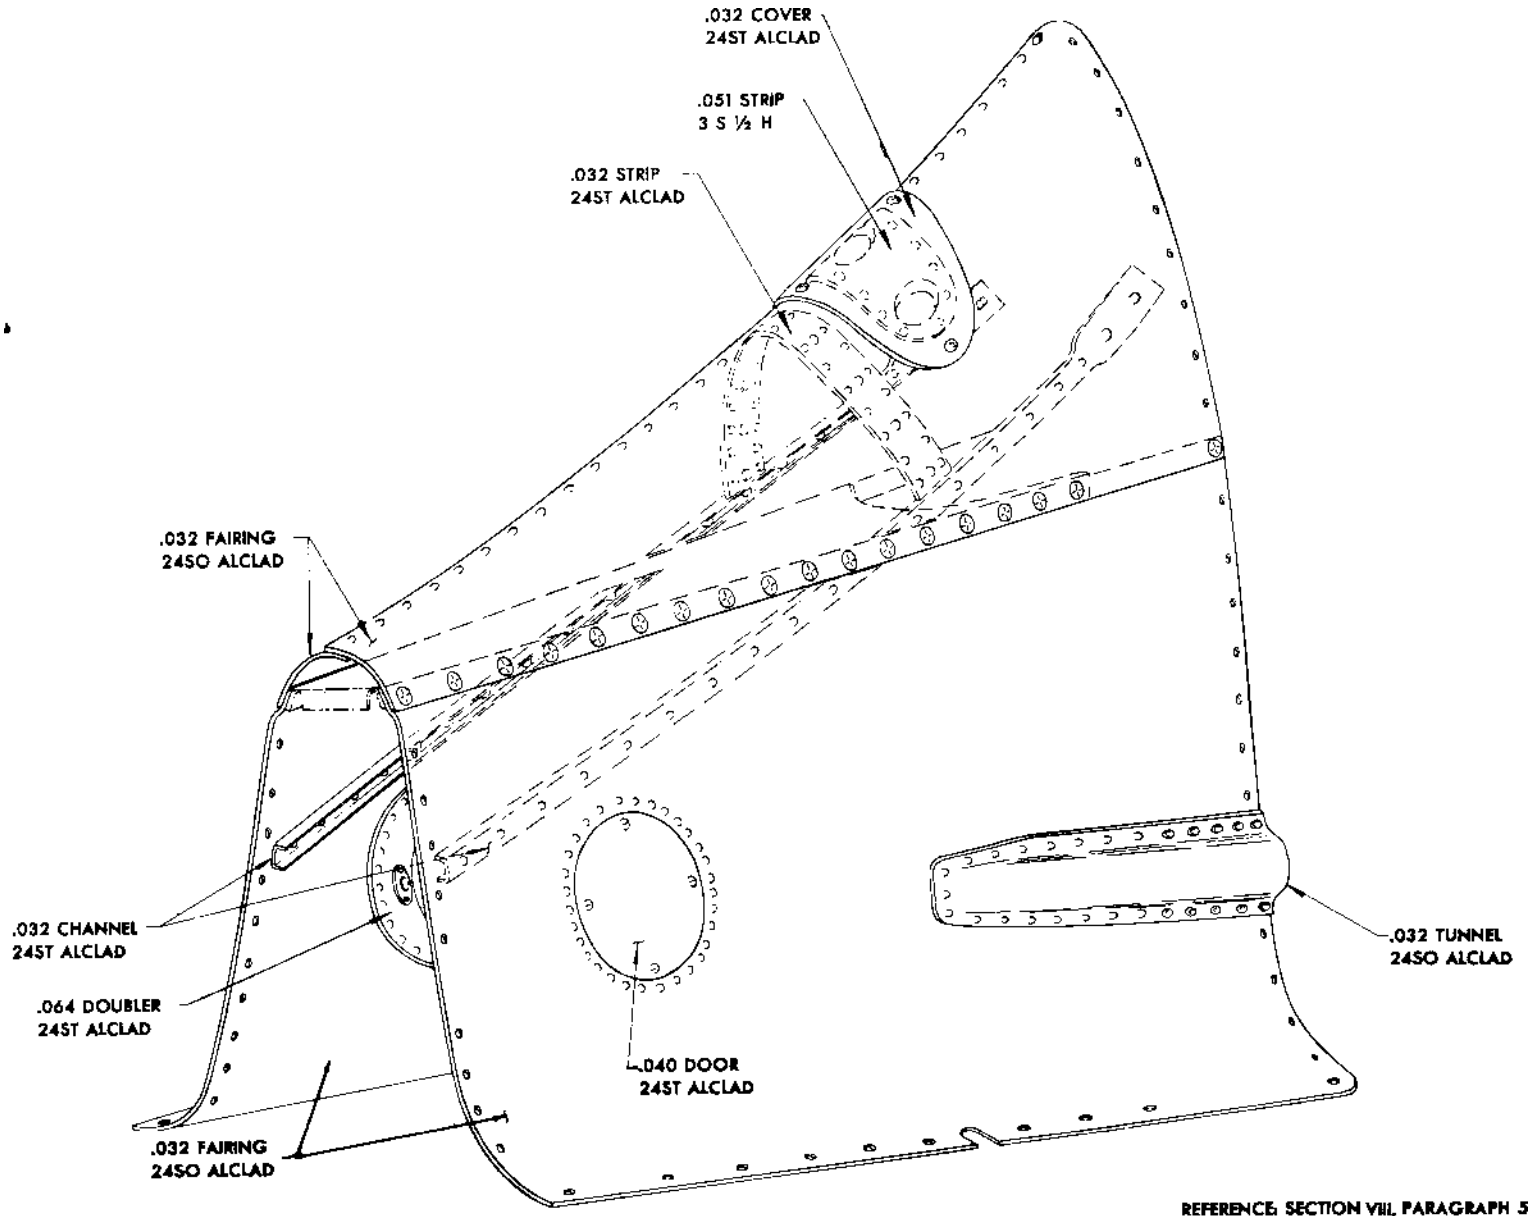 .032 COVER
24ST ALCLAD
.051 STRIP
3 S ½ H
.032 STRIP
24ST ALCLAD
.032 FAIRING
24SO ALCLAD
.032 CHANNEL
24ST ALCLAD
.064 DOUBLER
24ST ALCLAD
.032 TUNNEL
24SO ALCLAD
.040 DOOR
24ST ALCLAD
.032 FAIRING
24SO ALCLAD
REFERENCE: SECTION VIII, PARAGRAPH 5